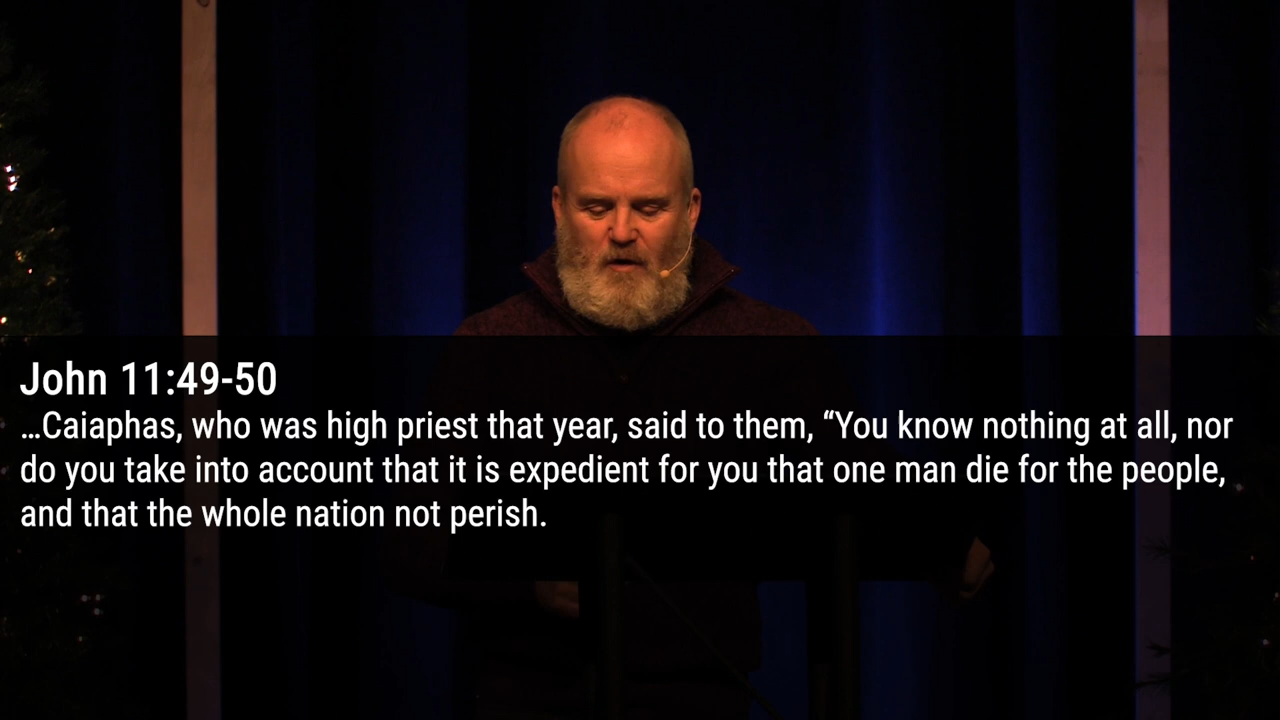 John 11:49-50
…Caiaphas, who was high priest that year, said to them, “You know nothing at all, nor
do you take into account that it is expedient for you that one man die for the people,
and that the whole nation not perish.